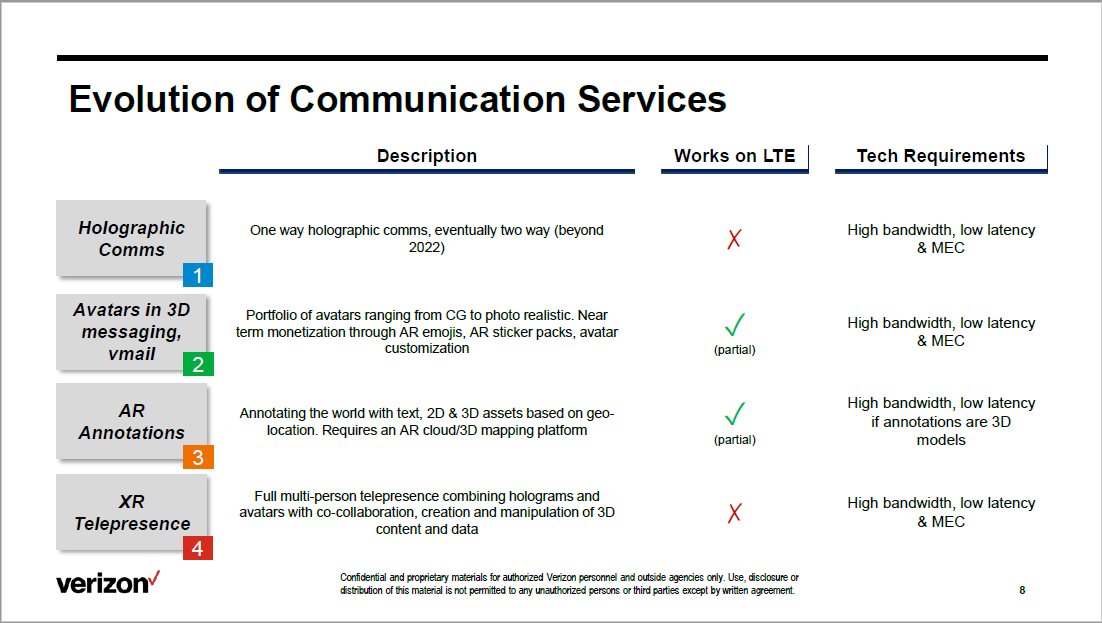 Evolution of Communication Services
Description
Works on LTE
Tech Requirements
Holographic
Comms
1
One way holographic comms, eventually two way (beyond
2022)
✗
High bandwidth, low latency
& MEC
Avatars in 3D
messaging,
vmail
2
Portfolio of avatars ranging from CG to photo realistic. Near
term monetization through AR emojis, AR sticker packs, avatar
customization
✓
(partial)
High bandwidth, low latency
& MEC
AR
Annotations
3
Annotating the world with text, 2D & 3D assets based on geo-
location. Requires an AR cloud/3D mapping platform
✓
(partial)
High bandwidth, low latency
if annotations are 3D
models
XR
Telepresence
4
Full multi-person telepresence combining holograms and
avatars with co-collaboration, creation and manipulation of 3D
content and data
✗
High bandwidth, low latency
& MEC
verizon✓
Confidential and proprietary materials for authorized Verizon personnel and outside agencies only. Use, disclosure or
distribution of this material is not permitted to any unauthorized persons or third parties except by written agreement.
8